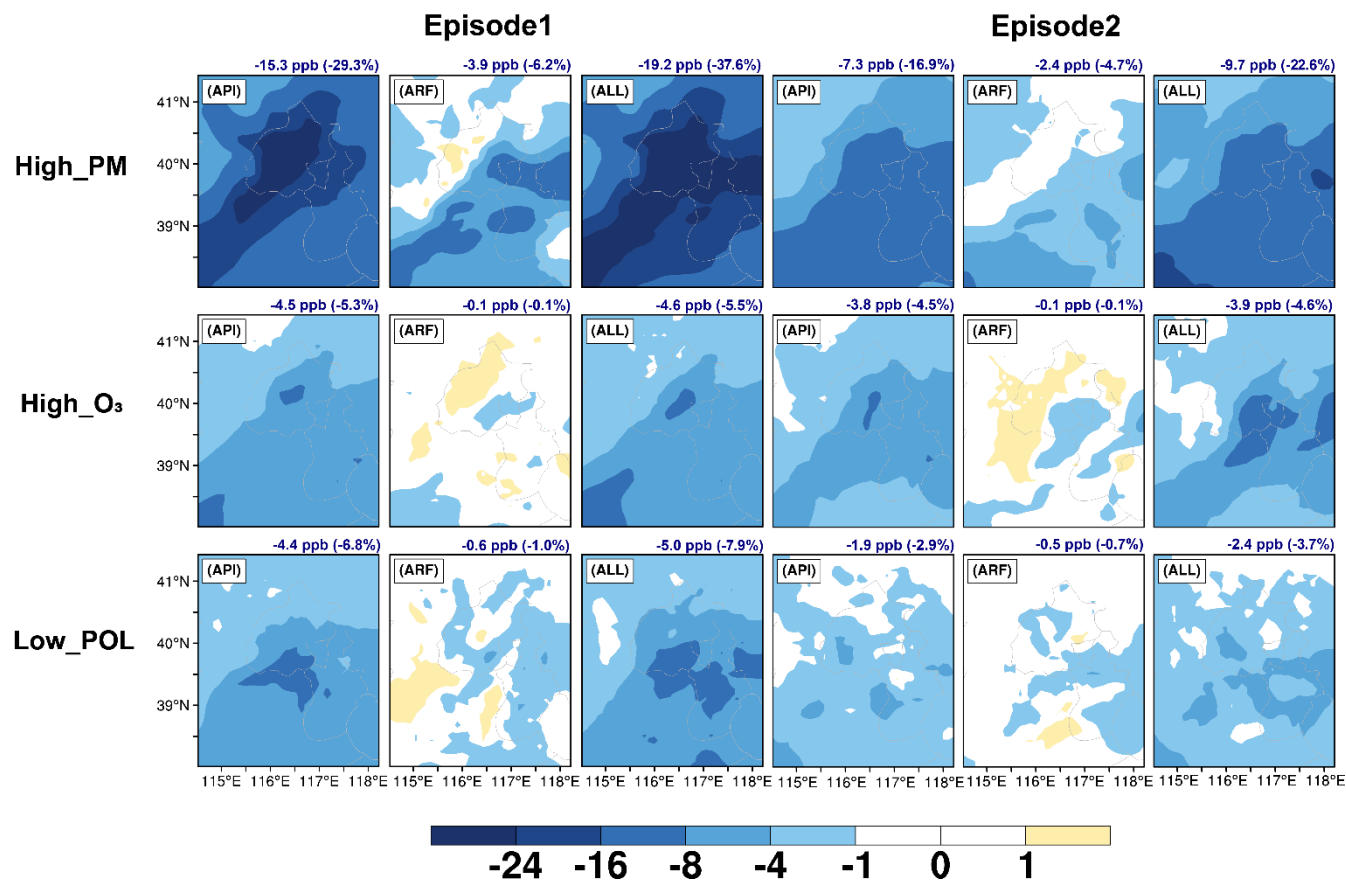 Episode1 Episode2
-15.3 ppb (-29.3%) -3.9 ppb (-6.2%) -19.2 ppb (-37.6%) -7.3 ppb (-16.9%) -2.4 ppb (-4.7%) -9.7 ppb (-22.6%)
(API) (ARF) (ALL) (API) (ARF) (ALL)
41°N
High_PM
40°N
39°N
-4.5 ppb (-5.3%) -0.1 ppb (-0.1%) -4.6 ppb (-5.5%) -3.8 ppb (-4.5%) -0.1 ppb (-0.1%) -3.9 ppb (-4.6%)
(API) (ARF) (ALL) (API) (ARF) (ALL)
41°N
High_O₃
40°N
39°N
-4.4 ppb (-6.8%) -0.6 ppb (-1.0%) -5.0 ppb (-7.9%) -1.9 ppb (-2.9%) -0.5 ppb (-0.7%) -2.4 ppb (-3.7%)
(API) (ARF) (ALL) (API) (ARF) (ALL)
41°N
Low_POL
40°N
39°N
115°E 116°E 117°E 118°E 115°E 116°E 117°E 118°E 115°E 116°E 117°E 118°E 115°E 116°E 117°E 118°E 115°E 116°E 117°E 118°E 115°E 116°E 117°E 118°E
-24 -16 -8 -4 -1 0 1